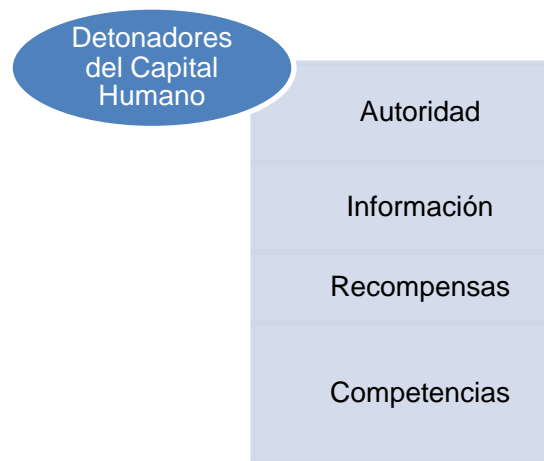 Detonadores
del Capital
Humano
Autoridad
Información
Recompensas
Competencias